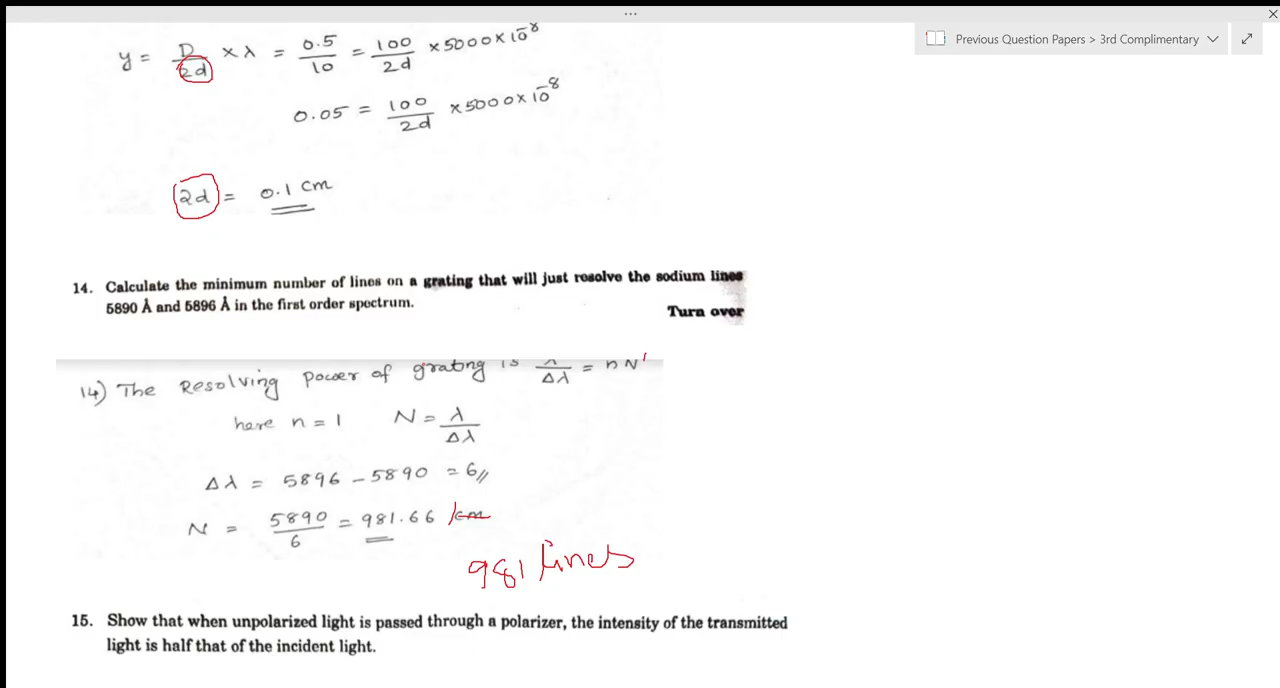 ...
Previous Question Papers > 3rd Complimentary
y = D/2d × λ = 0.5/10 = 100/2d × 5000 × 10⁻⁸
0.05 = 100/2d × 5000 × 10⁻⁸
2d = 0.1 cm
14. Calculate the minimum number of lines on a grating that will just resolve the sodium lines
5890 Å and 5896 Å in the first order spectrum.
Turn over
14) The Resolving power of grating is λ/Δλ = nN'
here n = 1 N = λ/Δλ
Δλ = 5896 - 5890 = 6//
N = 5890/6 = 981.66 /cm
981 lines
15. Show that when unpolarized light is passed through a polarizer, the intensity of the transmitted
light is half that of the incident light.